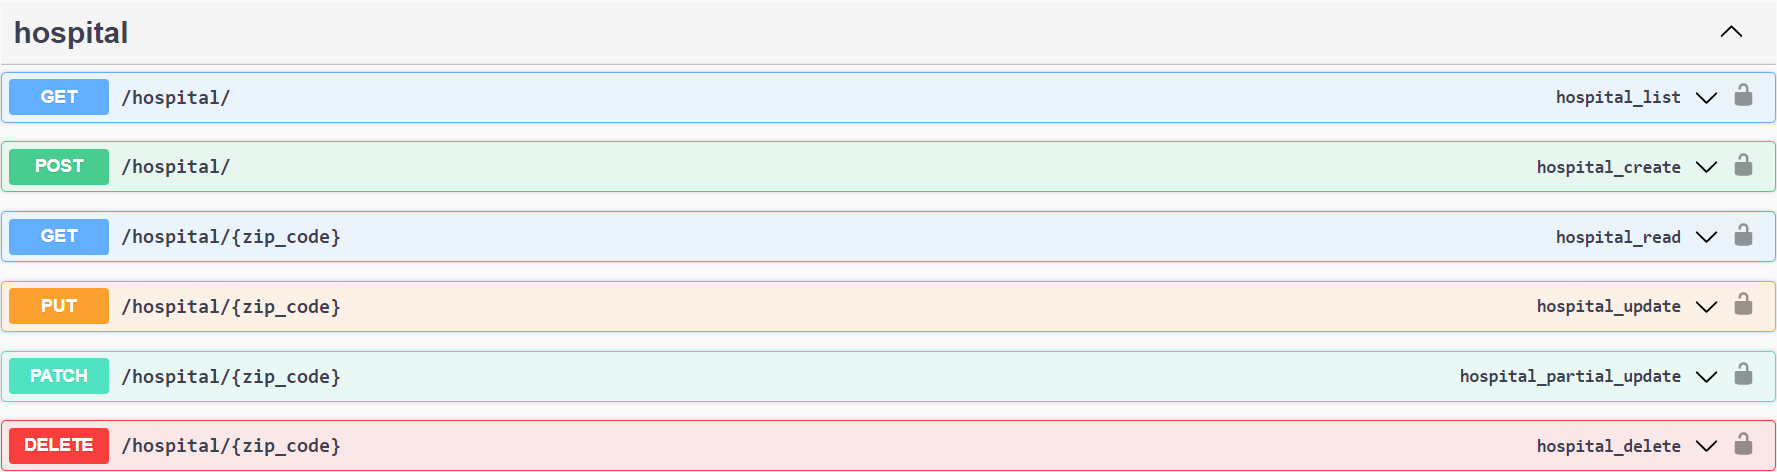 hospital
GET /hospital/ hospital_list
POST /hospital/ hospital_create
GET /hospital/{zip_code} hospital_read
PUT /hospital/{zip_code} hospital_update
PATCH /hospital/{zip_code} hospital_partial_update
DELETE /hospital/{zip_code} hospital_delete